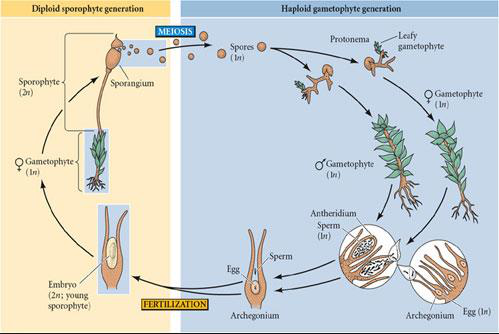 Diploid sporophyte generation
Haploid gametophyte generation
MEIOSIS
Spores
(1n)
Protonema
Leafy
gametophyte
Sporangium
Sporophyte
(2n)
♀ Gametophyte
(1n)
♀ Gametophyte
(1n)
♂ Gametophyte
(1n)
Antheridium
Sperm
(1n)
Sperm
Egg
Embryo
(2n; young
sporophyte)
FERTILIZATION
Archegonium
Archegonium
Egg (1n)